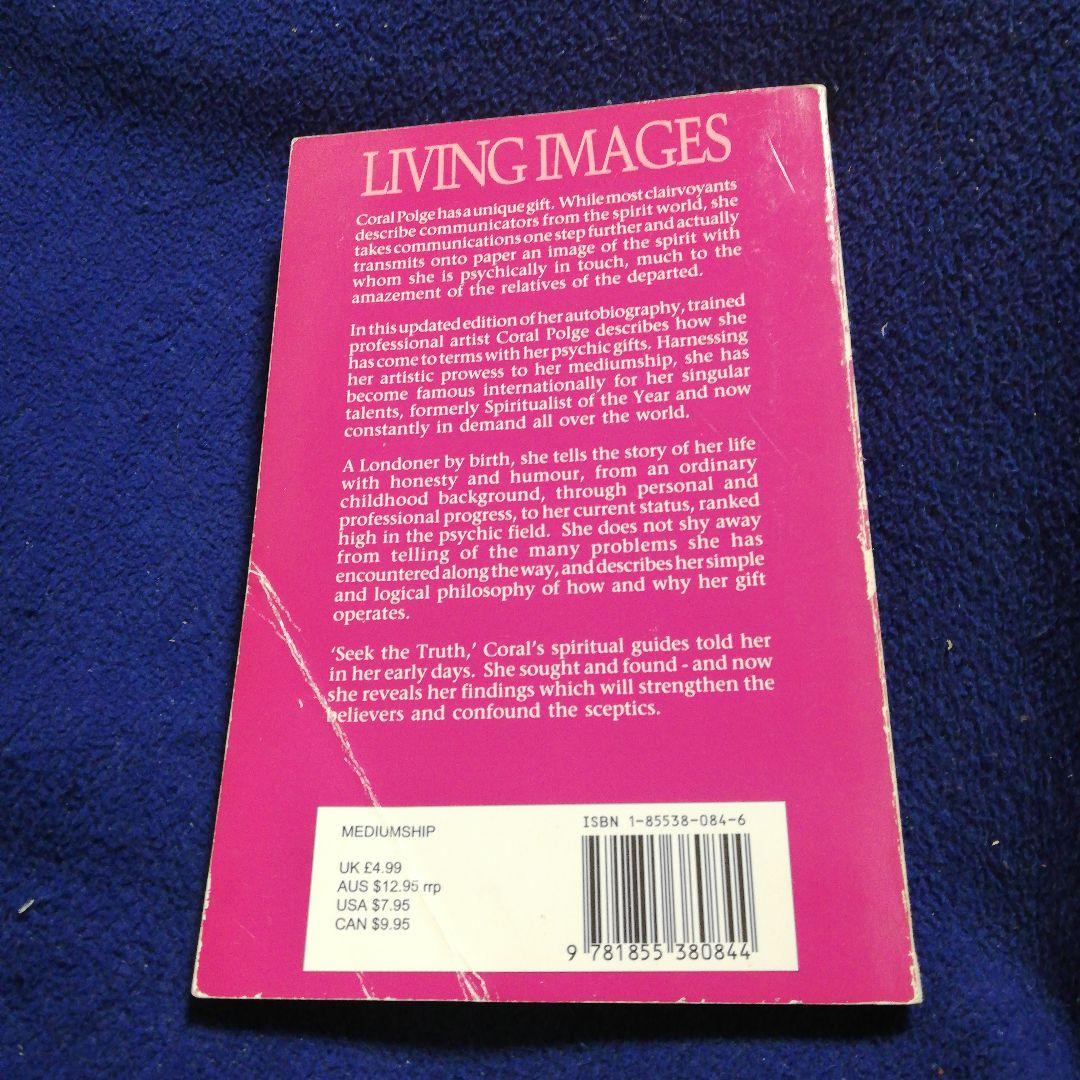 LIVING IMAGES
Coral Polge has a unique gift. While most clairvoyants
describe communicators from the spirit world, she
takes communications one step further and actually
transmits onto paper an image of the spirit with
whom she is psychically in touch, much to the
amazement of the relatives of the departed.
In this updated edition of her autobiography, trained
professional artist Coral Polge describes how she
has come to terms with her psychic gifts. Harnessing
her artistic prowess to her mediumship, she has
become famous internationally for her singular
talents, formerly Spiritualist of the Year and now
constantly in demand all over the world.
A Londoner by birth, she tells the story of her life
with honesty and humour, from an ordinary
childhood background, through personal and
professional progress, to her current status, ranked
high in the psychic field. She does not shy away
from telling of the many problems she has
encountered along the way, and describes her simple
and logical philosophy of how and why her gift
operates.
'Seek the Truth,' Coral's spiritual guides told her
in her early days. She sought and found - and now
she reveals her findings which will strengthen the
believers and confound the sceptics.
MEDIUMSHIP
UK £4.99
AUS $12.95 rrp
USA $7.95
CAN $9.95
ISBN 1-85538-084-6
9 781855 380844